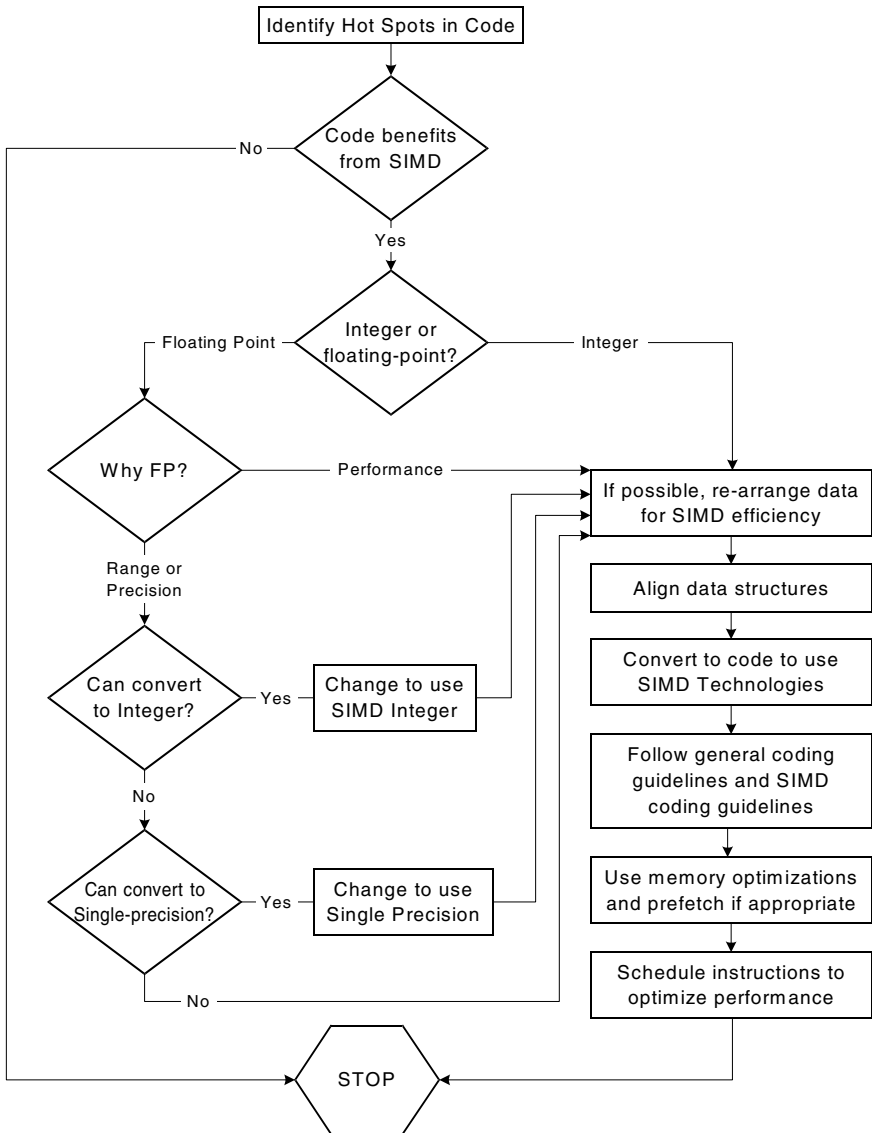 Identify Hot Spots in Code
Code benefits
from SIMD
No
Yes
Integer or
floating-point?
Floating Point
Integer
Why FP?
Performance
If possible, re-arrange data
for SIMD efficiency
Range or
Precision
Align data structures
Can convert
to Integer?
Yes
Change to use
SIMD Integer
Convert to code to use
SIMD Technologies
Follow general coding
guidelines and SIMD
coding guidelines
No
Can convert to
Single-precision?
Yes
Change to use
Single Precision
Use memory optimizations
and prefetch if appropriate
Schedule instructions to
optimize performance
No
STOP